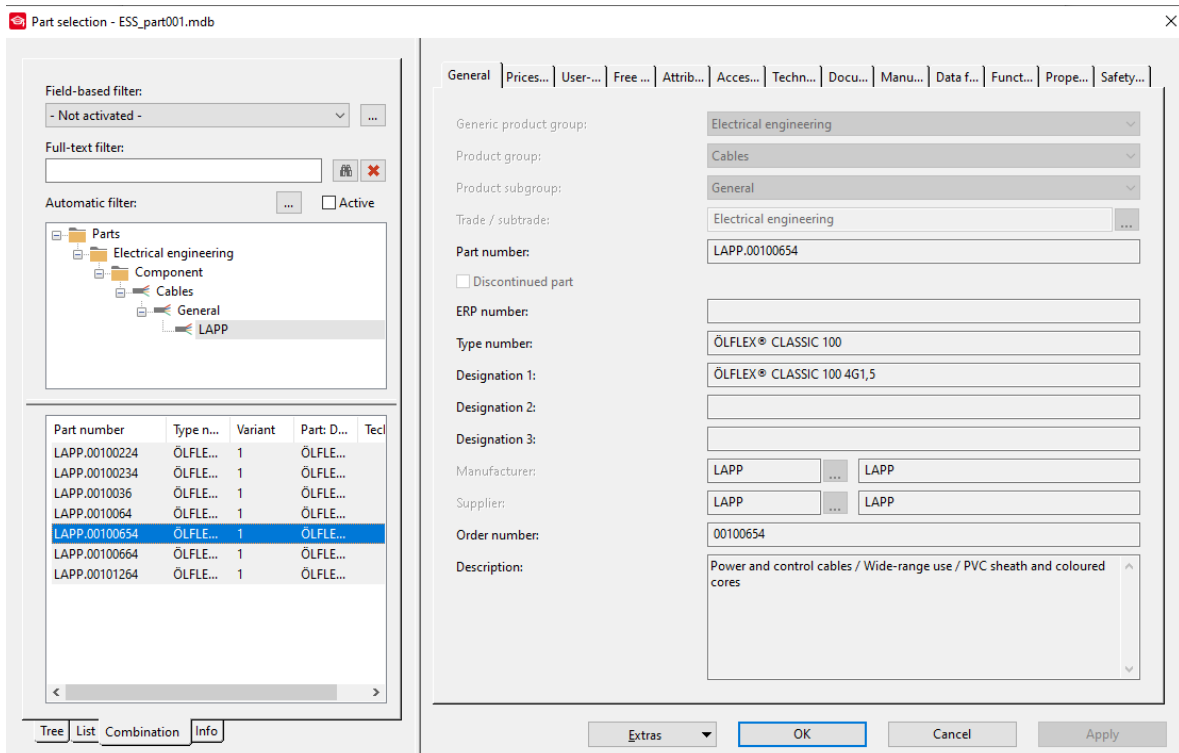 Part selection - ESS_part001.mdb
Field-based filter:
- Not activated -
...
Full-text filter:
Automatic filter:
...
Active
Parts
Electrical engineering
Component
Cables
General
LAPP
Part number Type n... Variant Part: D... Tecl
LAPP.00100224 ÖLFLE... 1 ÖLFLE...
LAPP.00100234 ÖLFLE... 1 ÖLFLE...
LAPP.0010036 ÖLFLE... 1 ÖLFLE...
LAPP.0010064 ÖLFLE... 1 ÖLFLE...
LAPP.00100654 ÖLFLE... 1 ÖLFLE...
LAPP.00100664 ÖLFLE... 1 ÖLFLE...
LAPP.00101264 ÖLFLE... 1 ÖLFLE...
Tree List Combination Info
General Prices... User-... Free ... Attrib... Acces... Techn... Docu... Manu... Data f... Funct... Prope... Safety...
Generic product group: Electrical engineering
Product group: Cables
Product subgroup: General
Trade / subtrade: Electrical engineering ...
Part number: LAPP.00100654
Discontinued part
ERP number:
Type number: ÖLFLEX® CLASSIC 100
Designation 1: ÖLFLEX® CLASSIC 100 4G1,5
Designation 2:
Designation 3:
Manufacturer: LAPP ... LAPP
Supplier: LAPP ... LAPP
Order number: 00100654
Description: Power and control cables / Wide-range use / PVC sheath and coloured
cores
Extras OK Cancel Apply